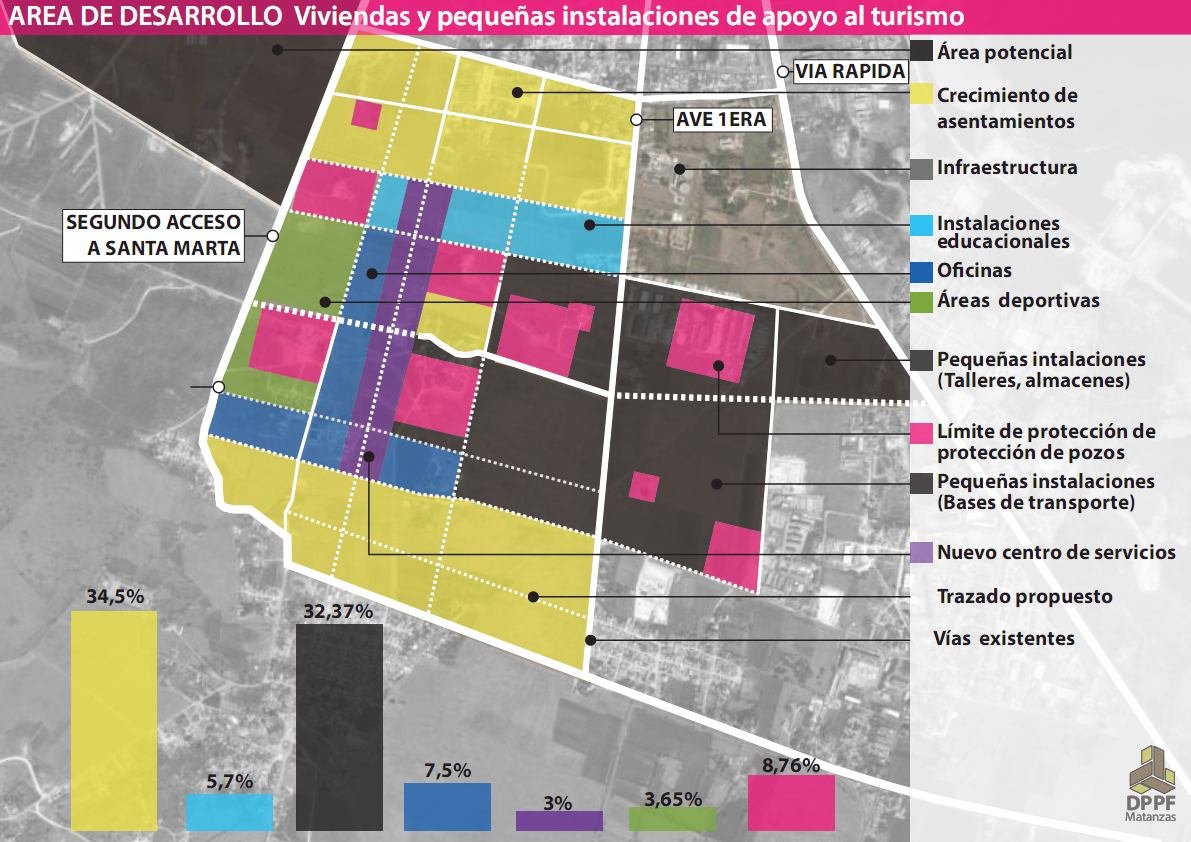 AREA DE DESARROLLO Viviendas y pequeñas instalaciones de apoyo al turismo
Área potencial
VIA RAPIDA
Crecimiento de
asentamientos
AVE 1ERA
Infraestructura
SEGUNDO ACCESO
A SANTA MARTA
Instalaciones
educacionales
Oficinas
Áreas deportivas
Pequeñas intalaciones
(Talleres, almacenes)
Límite de protección de
protección de pozos
Pequeñas instalaciones
(Bases de transporte)
Nuevo centro de servicios
Trazado propuesto
Vías existentes
34,5%
5,7%
32,37%
7,5%
3%
3,65%
8,76%
DPPF
Matanzas